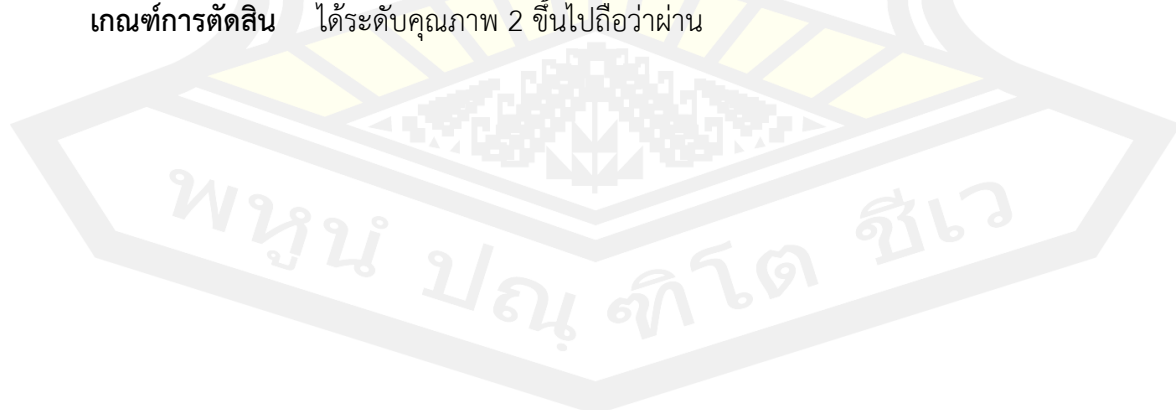 เกณฑ์การตัดสิน ได้ระดับคุณภาพ 2 ขึ้นไปถือว่าผ่าน
พหูนํ ปณฺฑิโต ชีเว